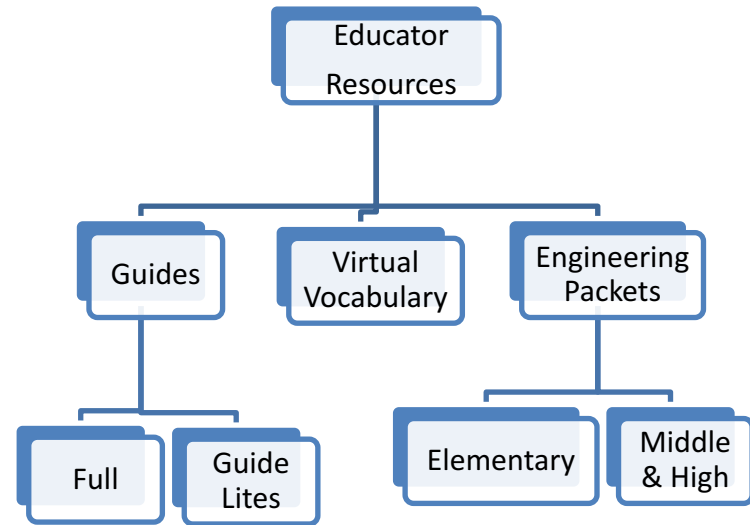 Educator
Resources
Guides
Virtual
Vocabulary
Engineering
Packets
Full
Guide
Lites
Elementary
Middle
& High